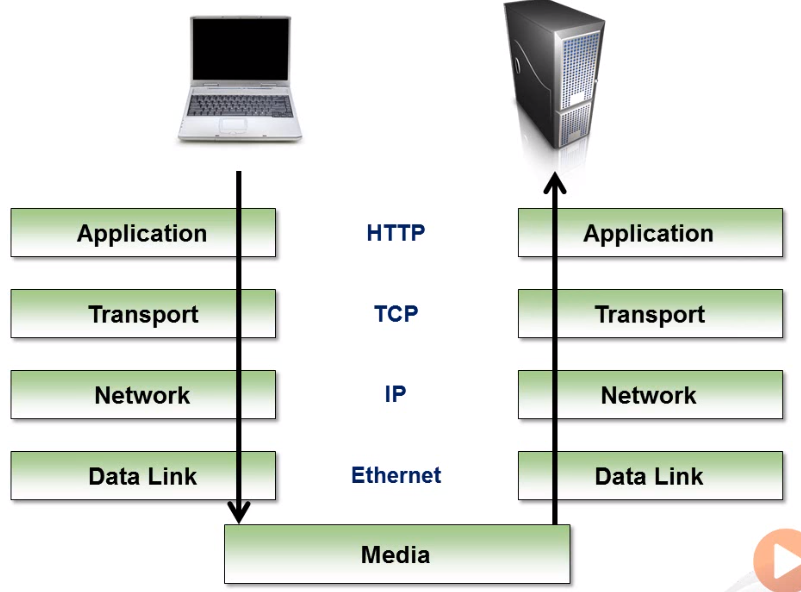 Application HTTP Application
Transport TCP Transport
Network IP Network
Data Link Ethernet Data Link
Media